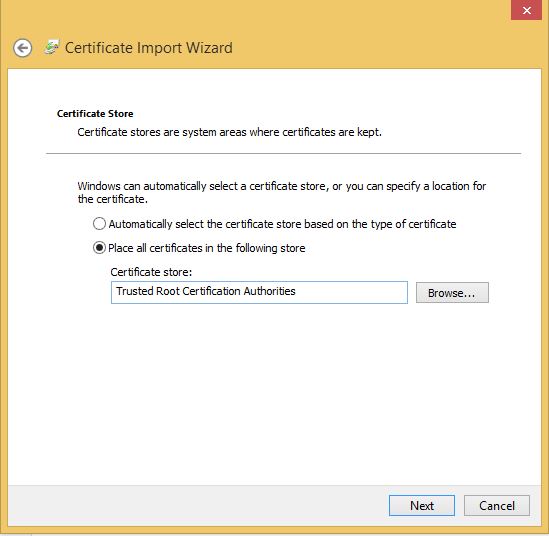 Certificate Import Wizard
Certificate Store
Certificate stores are system areas where certificates are kept.
Windows can automatically select a certificate store, or you can specify a location for
the certificate.
Automatically select the certificate store based on the type of certificate
Place all certificates in the following store
Certificate store:
Trusted Root Certification Authorities
Browse...
Next
Cancel